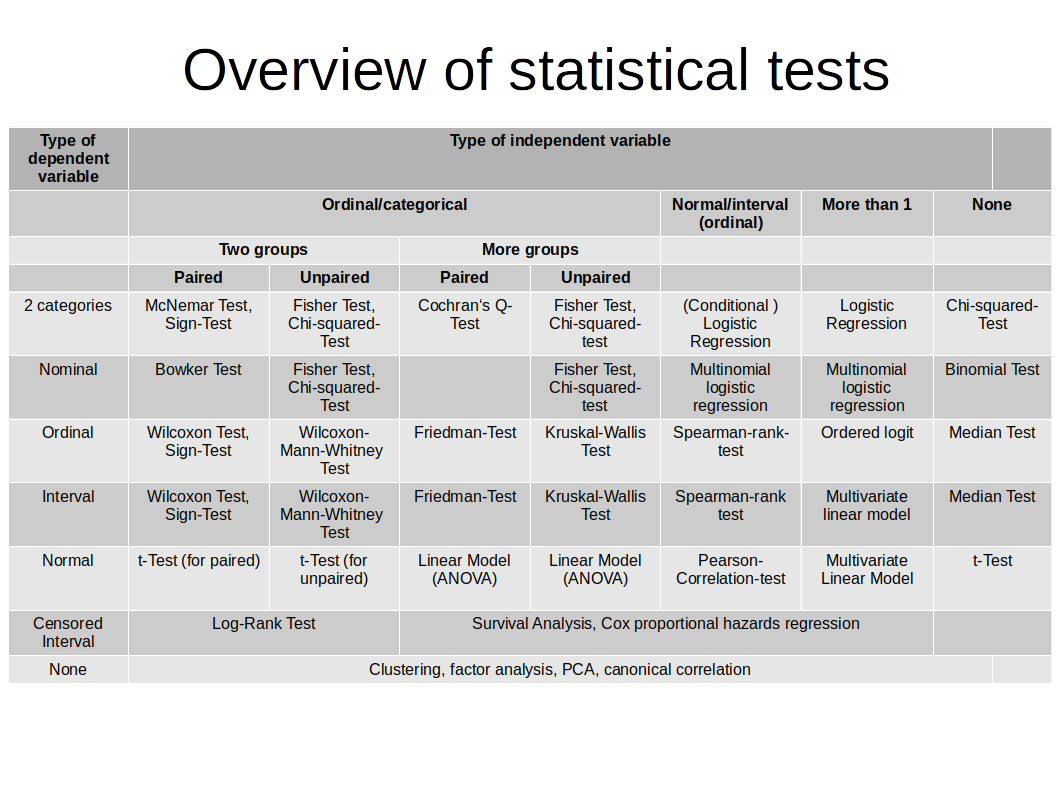 Overview of statistical tests
Type of
dependent
variable
Type of independent variable
Ordinal/categorical
Normal/interval
(ordinal)
More than 1
None
Two groups
More groups
Paired
Unpaired
Paired
Unpaired
2 categories
McNemar Test,
Sign-Test
Fisher Test,
Chi-squared-
Test
Cochran's Q-
Test
Fisher Test,
Chi-squared-
test
(Conditional )
Logistic
Regression
Logistic
Regression
Chi-squared-
Test
Nominal
Bowker Test
Fisher Test,
Chi-squared-
Test
Fisher Test,
Chi-squared-
test
Multinomial
logistic
regression
Multinomial
logistic
regression
Binomial Test
Ordinal
Wilcoxon Test,
Sign-Test
Wilcoxon-
Mann-Whitney
Test
Friedman-Test
Kruskal-Wallis
Test
Spearman-rank-
test
Ordered logit
Median Test
Interval
Wilcoxon Test,
Sign-Test
Wilcoxon-
Mann-Whitney
Test
Friedman-Test
Kruskal-Wallis
Test
Spearman-rank
test
Multivariate
linear model
Median Test
Normal
t-Test (for paired)
t-Test (for
unpaired)
Linear Model
(ANOVA)
Linear Model
(ANOVA)
Pearson-
Correlation-test
Multivariate
Linear Model
t-Test
Censored
Interval
Log-Rank Test
Survival Analysis, Cox proportional hazards regression
None
Clustering, factor analysis, PCA, canonical correlation